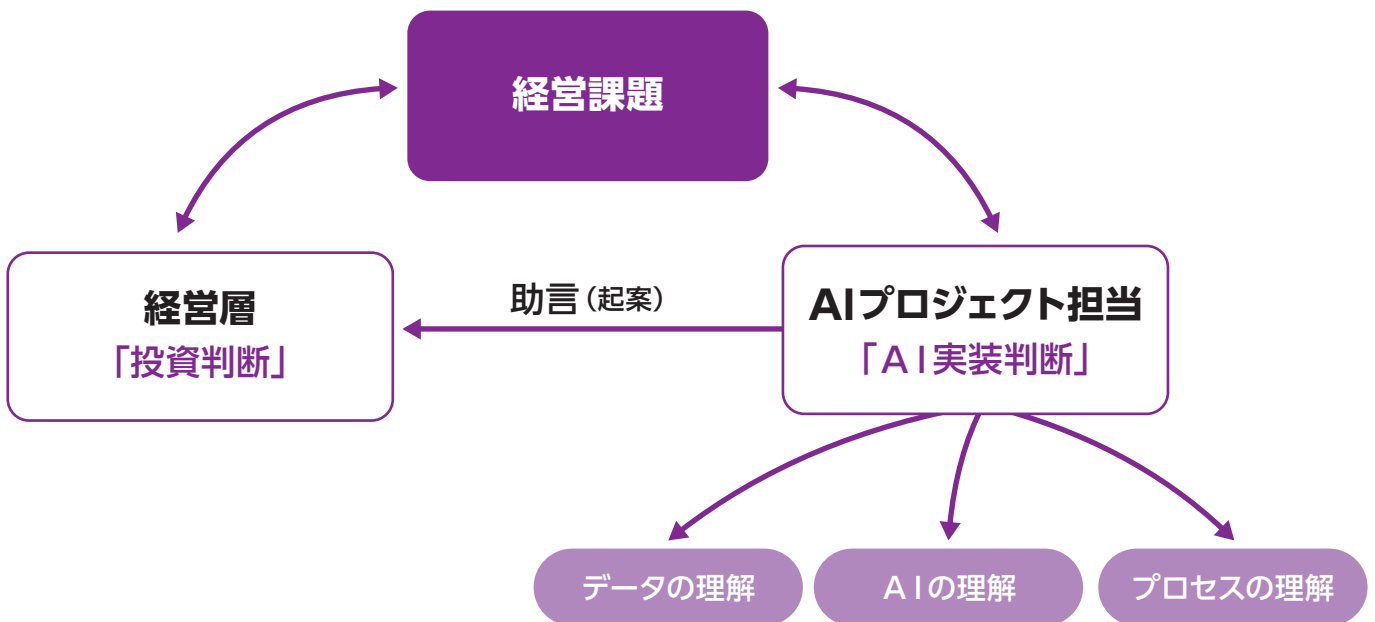 経営課題
経営層
「投資判断」
助言（起案）
AIプロジェクト担当
「AI実装判断」
データの理解
AIの理解
プロセスの理解